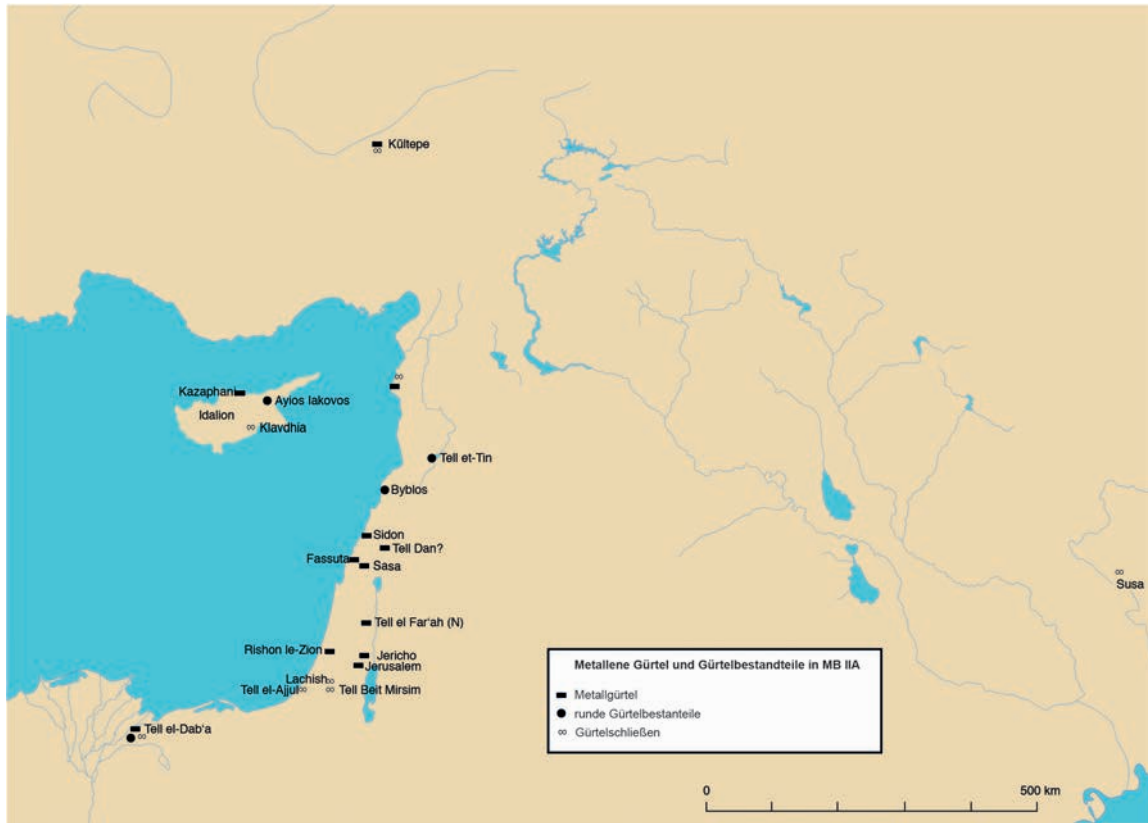 Kültepe
Kazaphani
Ayios Iakovos
Idalion
Klavdhia
Tell et-Tin
Byblos
Sidon
Tell Dan?
Fassuta
Sasa
Tell el Far‘ah (N)
Rishon le-Zion
Jericho
Jerusalem
Lachish
Tell el-Ajjul
Tell Beit Mirsim
Tell el-Dab‘a
Susa
Metallene Gürtel und Gürtelbestandteile in MB IIA
Metallgürtel
runde Gürtelbestanteile
∞ Gürtelschließen
0 500 km